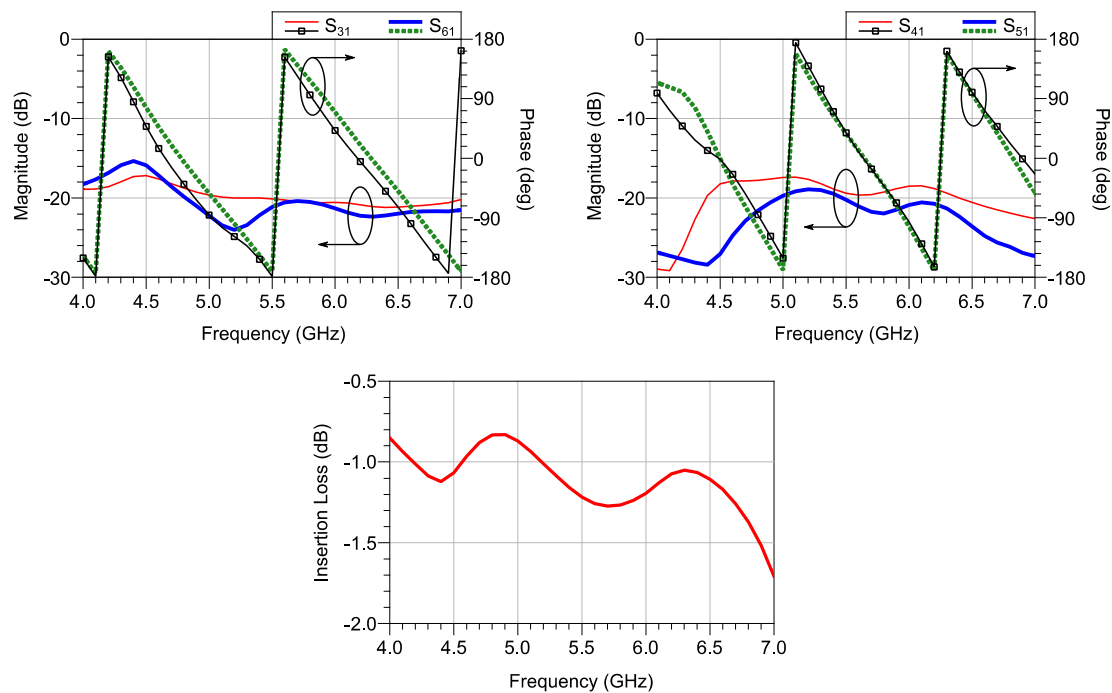 S31 S61
0
-10
-20
-30
Magnitude (dB)
180
90
0
-90
-180
Phase (deg)
4.0 4.5 5.0 5.5 6.0 6.5 7.0
Frequency (GHz)
S41 S51
0
-10
-20
-30
Magnitude (dB)
180
90
0
-90
-180
Phase (deg)
4.0 4.5 5.0 5.5 6.0 6.5 7.0
Frequency (GHz)
-0.5
-1.0
-1.5
-2.0
Insertion Loss (dB)
4.0 4.5 5.0 5.5 6.0 6.5 7.0
Frequency (GHz)